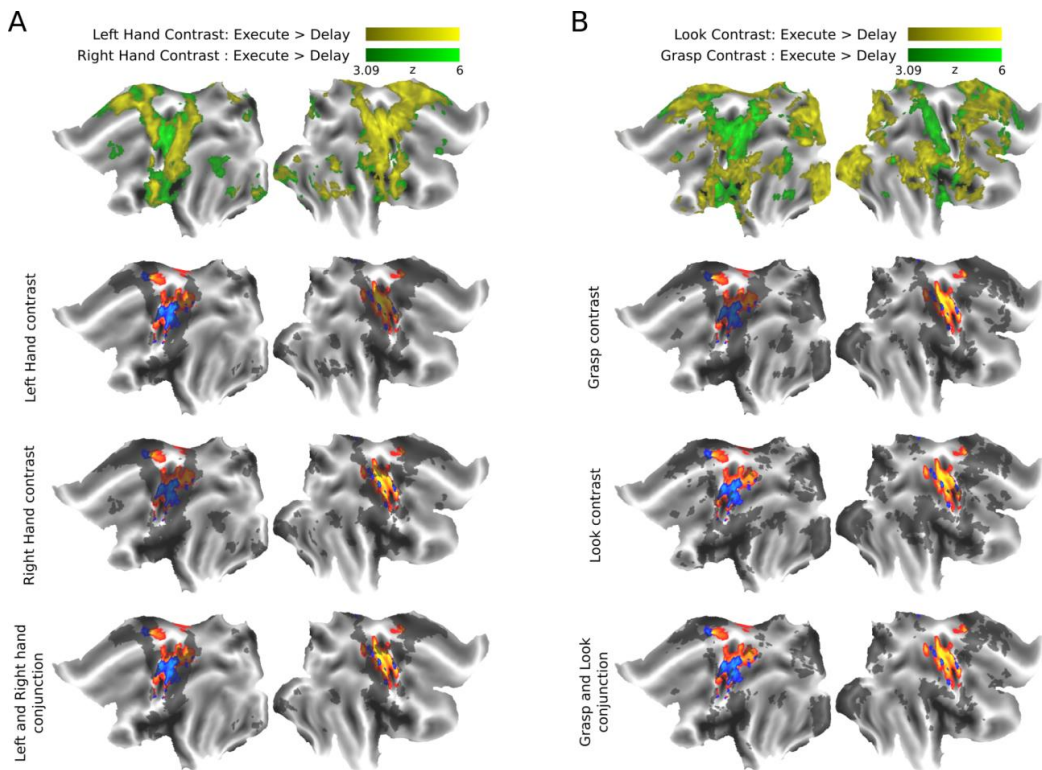 A
Left Hand Contrast: Execute > Delay
Right Hand Contrast : Execute > Delay
3.09 z 6
Left Hand contrast
Right Hand contrast
Left and Right hand
conjunction
B
Look Contrast: Execute > Delay
Grasp Contrast : Execute > Delay
3.09 z 6
Grasp contrast
Look contrast
Grasp and Look
conjunction